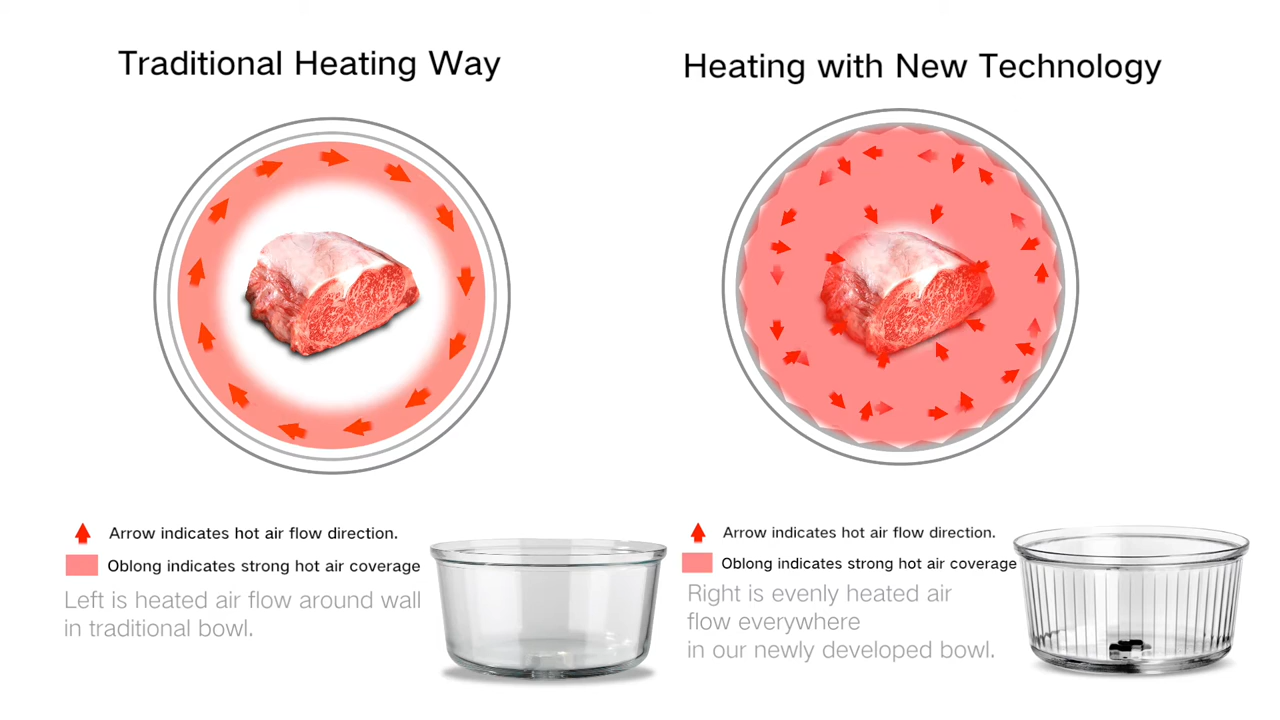 Traditional Heating Way
Heating with New Technology
Arrow indicates hot air flow direction.
Oblong indicates strong hot air coverage
Left is heated air flow around wall
in traditional bowl.
Arrow indicates hot air flow direction.
Oblong indicates strong hot air coverage
Right is evenly heated air
flow everywhere
in our newly developed bowl.